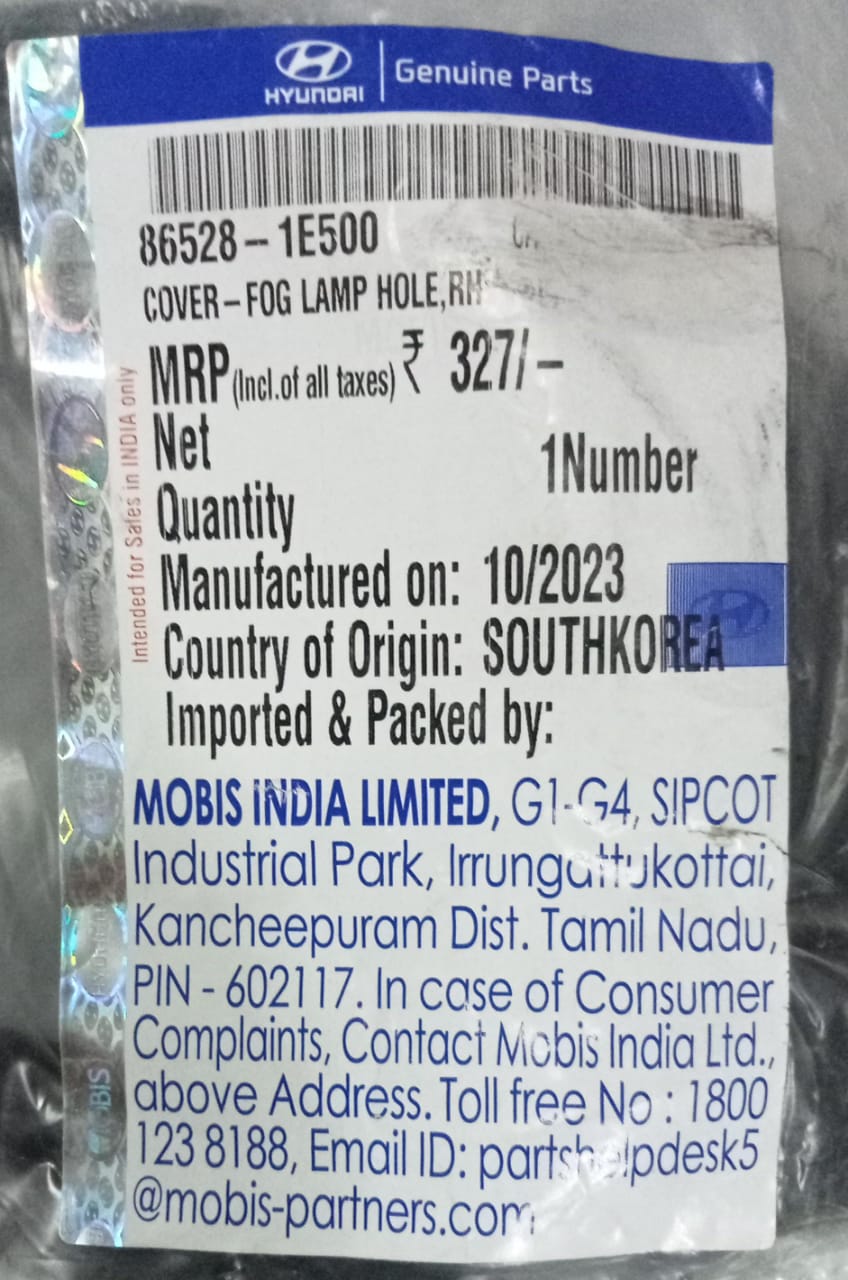 HYUNDAI | Genuine Parts
86528-1E500
COVER-FOG LAMP HOLE,RH
MRP(Incl.of all taxes) ₹ 327/-
Net
Quantity
1Number
Manufactured on: 10/2023
Country of Origin: SOUTHKOREA
Imported & Packed by:
MOBIS INDIA LIMITED, G1-G4, SIPCOT
Industrial Park, Irrungattukottai,
Kancheepuram Dist. Tamil Nadu,
PIN - 602117. In case of Consumer
Complaints, Contact Mobis India Ltd.,
above Address. Toll free No : 1800
123 8188, Email ID: partshelpdesk5
@mobis-partners.com
Intended for Sales in INDIA only
MOBIS